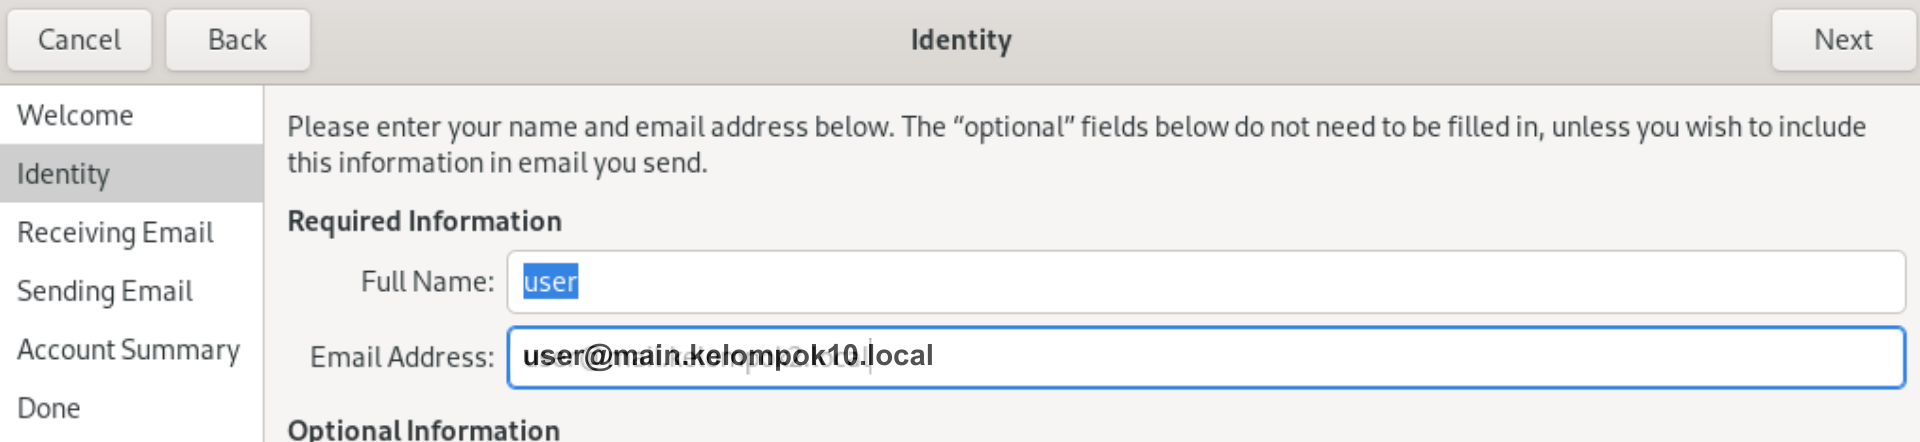 Cancel Back Identity Next
Welcome
Identity
Receiving Email
Sending Email
Account Summary
Done
Please enter your name and email address below. The “optional” fields below do not need to be filled in, unless you wish to include
this information in email you send.
Required Information
Full Name: user
Email Address: user@main.kelompok10.local
Optional Information